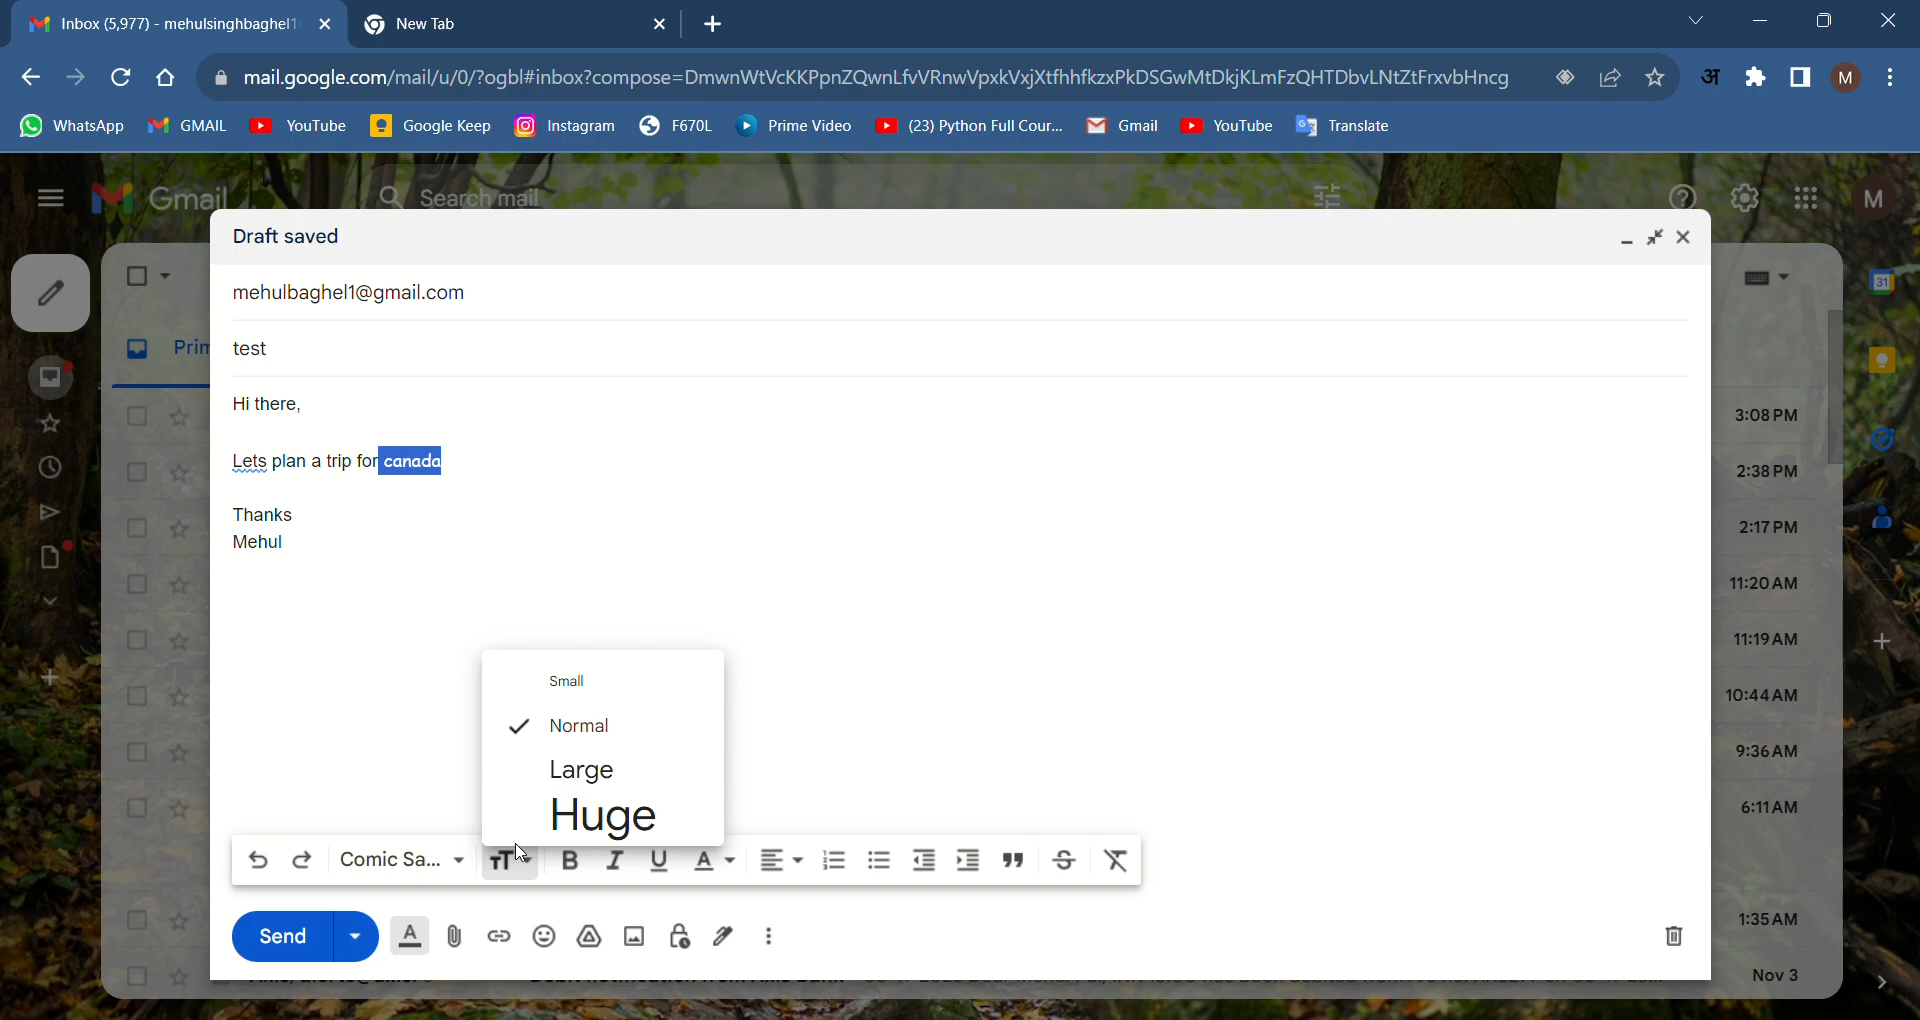 Inbox (5,977) - mehulsinghbaghel1
New Tab
mail.google.com/mail/u/0/?ogbl#inbox?compose=DmwnWtVcKKPpnZQwnLfvVRnwVpxkVxjXtfhhfkzxPkDSGwMtDkjKLmFzQHTDbvLNtZtFrxvbHncg
अ
M
WhatsApp
GMAIL
YouTube
Google Keep
Instagram
F670L
Prime Video
(23) Python Full Cour...
Gmail
YouTube
Translate
Gmail
Search mail
M
Draft saved
31
mehulbaghel1@gmail.com
Prim
test
Hi there,
3:08 PM
Lets plan a trip for canada
2:38 PM
Thanks
2:17 PM
Mehul
11:20 AM
11:19 AM
Small
10:44 AM
Normal
9:36 AM
Large
Huge
6:11 AM
Comic Sa...
B I U A
1:35 AM
Send
A
Nov 3